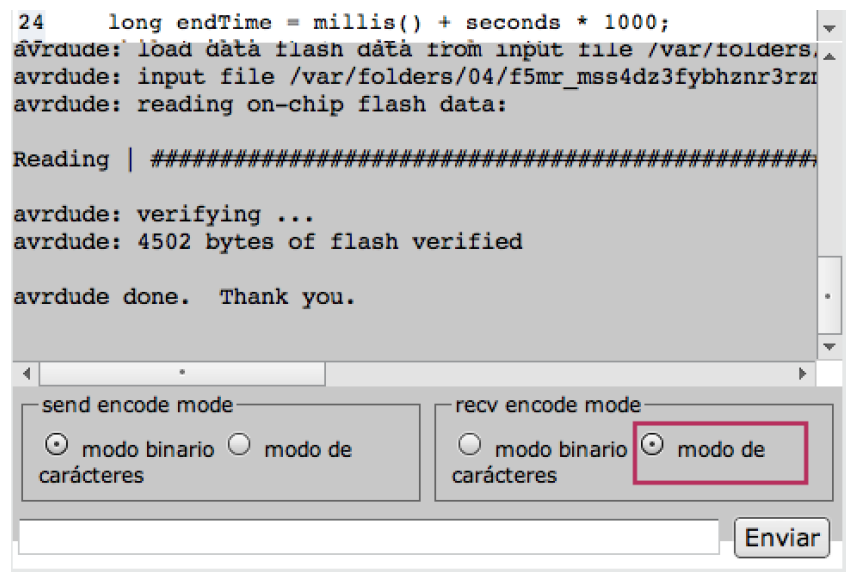 24 long endTime = millis() + seconds * 1000;
avrdude: load data flash data from input file /var/folders
avrdude: input file /var/folders/04/f5mr_mss4dz3fybhznr3rz
avrdude: reading on-chip flash data:
Reading | ################################################
avrdude: verifying ...
avrdude: 4502 bytes of flash verified
avrdude done. Thank you.
send encode mode
modo binario modo de
carácteres
recv encode mode
modo binario modo de
carácteres
Enviar